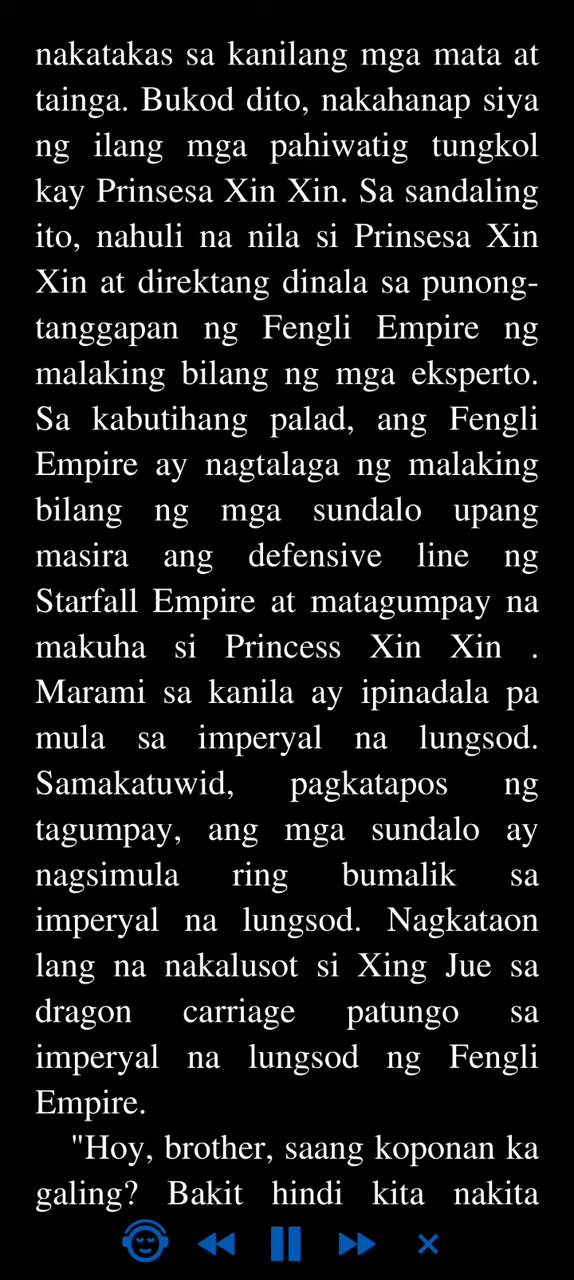 nakatakas sa kanilang mga mata at
tainga. Bukod dito, nakahanap siya
ng ilang mga pahiwatig tungkol
kay Prinsesa Xin Xin. Sa sandaling
ito, nahuli na nila si Prinsesa Xin
Xin at direktang dinala sa punong-
tanggapan ng Fengli Empire ng
malaking bilang ng mga eksperto.
Sa kabutihang palad, ang Fengli
Empire ay nagtalaga ng malaking
bilang ng mga sundalo upang
masira ang defensive line ng
Starfall Empire at matagumpay na
makuha si Princess Xin Xin .
Marami sa kanila ay ipinadala pa
mula sa imperyal na lungsod.
Samakatuwid, pagkatapos ng
tagumpay, ang mga sundalo ay
nagsimula ring bumalik sa
imperyal na lungsod. Nagkataon
lang na nakalusot si Xing Jue sa
dragon carriage patungo sa
imperyal na lungsod ng Fengli
Empire.
"Hoy, brother, saang koponan ka
galing? Bakit hindi kita nakita